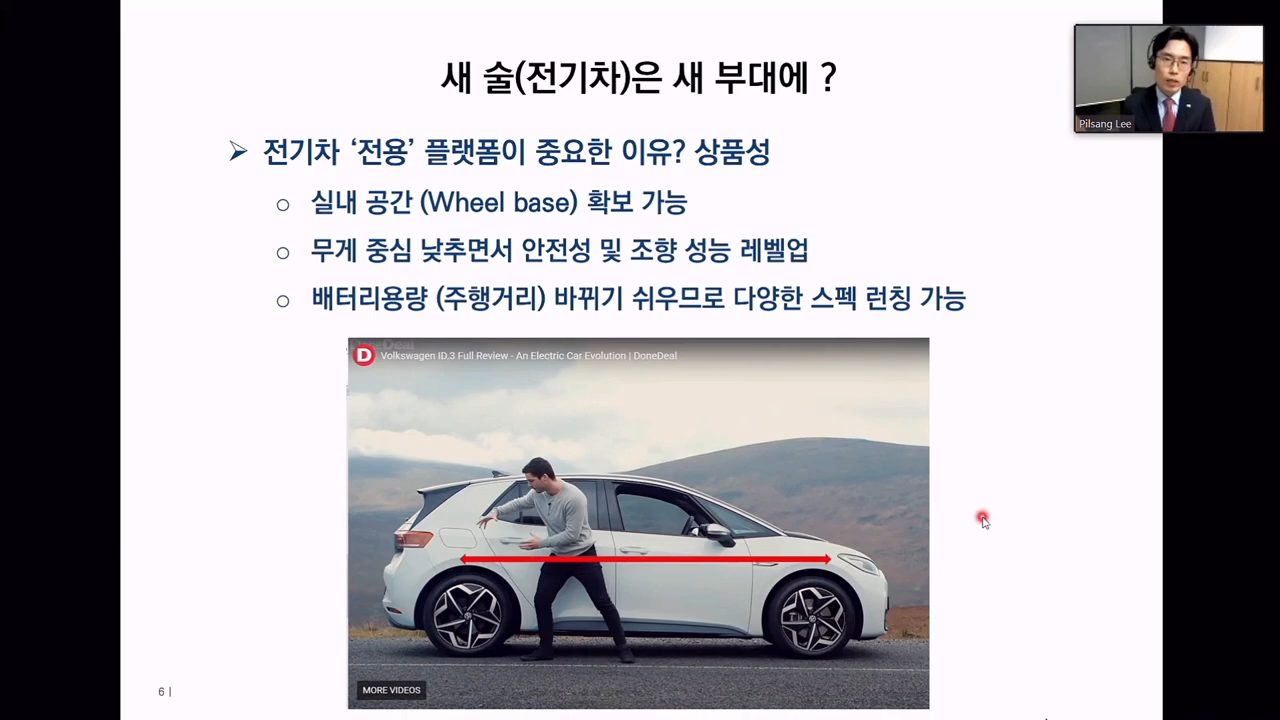 새 술(전기차)은 새 부대에 ?
Pilsang Lee
➢ 전기차 ‘전용’ 플랫폼이 중요한 이유? 상품성
○ 실내 공간 (Wheel base) 확보 가능
○ 무게 중심 낮추면서 안전성 및 조향 성능 레벨업
○ 배터리용량 (주행거리) 바뀌기 쉬우므로 다양한 스펙 런칭 가능
DoneDeal
D Volkswagen ID.3 Full Review - An Electric Car Evolution | DoneDeal
MORE VIDEOS
6 |